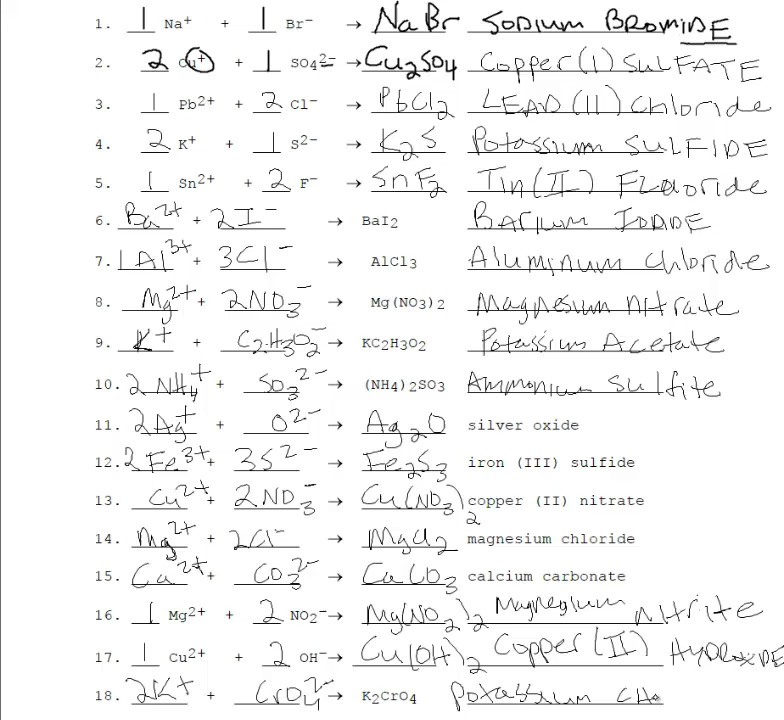 1. 1 Na⁺ + 1 Br⁻ → NaBr SODIUM BROMIDE
2. 2 Cu⁺ + 1 SO4²⁻ → Cu₂SO4 Copper(I) SULFATE
3. 1 Pb²⁺ + 2 Cl⁻ → PbCl₂ LEAD (II) Chloride
4. 2 K⁺ + 1 S²⁻ → K₂S Potassium SULFIDE
5. 1 Sn²⁺ + 2 F⁻ → SnF₂ Tin(II) Fluoride
6. Ba²⁺ + 2I⁻ → BaI2 BARIUM IODIDE
7. 1Al³⁺ + 3Cl⁻ → AlCl3 Aluminum chloride
8. Mg²⁺ + 2NO₃⁻ → Mg(NO3)2 Magnesium nitrate
9. K⁺ + C₂H₃O₂⁻ → KC2H3O2 Potassium Acetate
10. 2NH₄⁺ + SO₃²⁻ → (NH4)2SO3 Ammonium Sulfite
11. 2Ag⁺ + O²⁻ → Ag₂O silver oxide
12. 2Fe³⁺ + 3S²⁻ → Fe₂S₃ iron (III) sulfide
13. Cu²⁺ + 2NO₃⁻ → Cu(NO₃)₂ copper (II) nitrate
14. Mg²⁺ + 2Cl⁻ → MgCl₂ magnesium chloride
15. Ca²⁺ + CO₃²⁻ → CaCO₃ calcium carbonate
16. 1 Mg²⁺ + 2 NO2⁻ → Mg(NO₂)₂ Magnesium nitrite
17. 1 Cu²⁺ + 2 OH⁻ → Cu(OH)₂ Copper(II) HYDROXIDE
18. 2K⁺ + CrO₄²⁻ → K2CrO4 Potassium